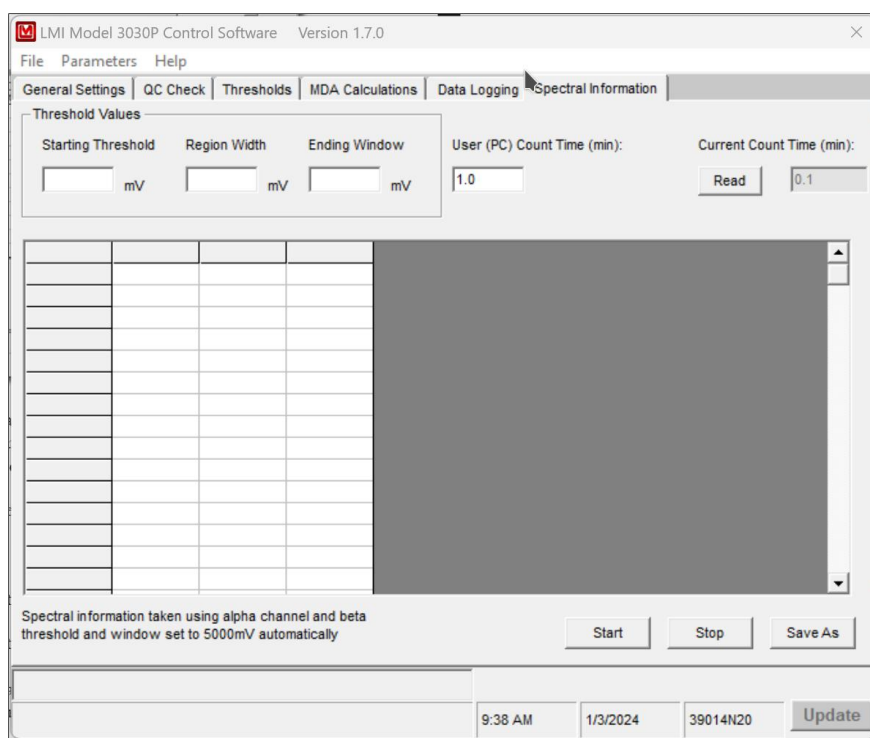 LMI Model 3030P Control Software Version 1.7.0
File Parameters Help
General Settings QC Check Thresholds MDA Calculations Data Logging Spectral Information
Threshold Values
Starting Threshold Region Width Ending Window User (PC) Count Time (min): Current Count Time (min):
mV mV mV 1.0 Read 0.1
Spectral information taken using alpha channel and beta
threshold and window set to 5000mV automatically
Start Stop Save As
9:38 AM 1/3/2024 39014N20 Update